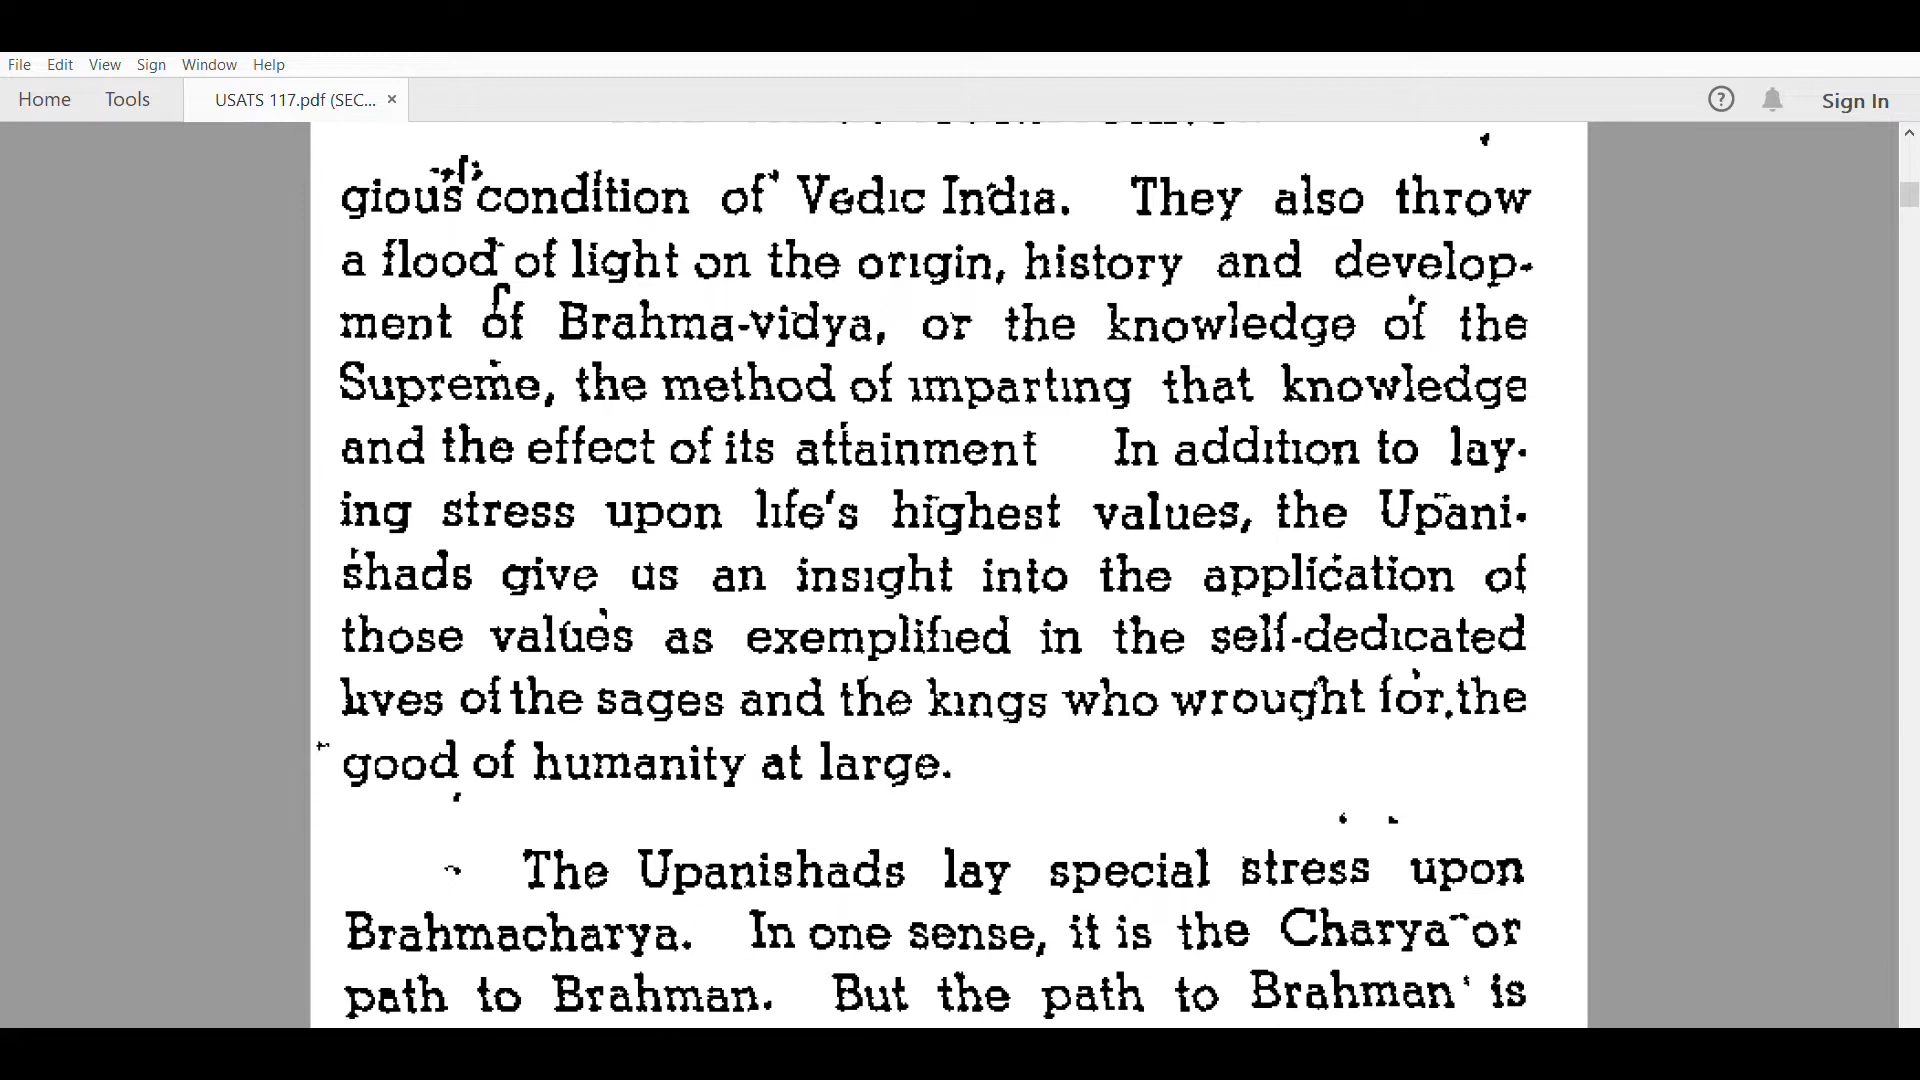 File Edit View Sign Window Help
Home Tools USATS 117.pdf (SEC... × ? Sign In
gious condition of Vedic India. They also throw
a flood of light on the origin, history and develop-
ment of Brahma-vidya, or the knowledge of the
Supreme, the method of imparting that knowledge
and the effect of its attainment In addition to lay-
ing stress upon life's highest values, the Upani-
shads give us an insight into the application of
those values as exemplified in the self-dedicated
lives of the sages and the kings who wrought for the
good of humanity at large.
The Upanishads lay special stress upon
Brahmacharya. In one sense, it is the Charya or
path to Brahman. But the path to Brahman is